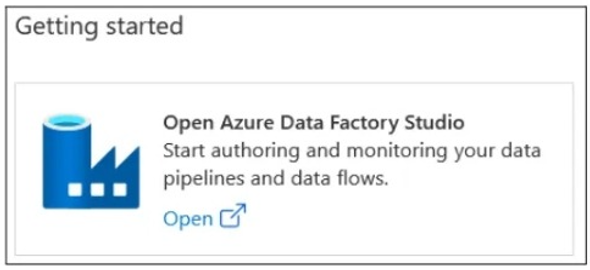 Getting started
Open Azure Data Factory Studio
Start authoring and monitoring your data
pipelines and data flows.
Open